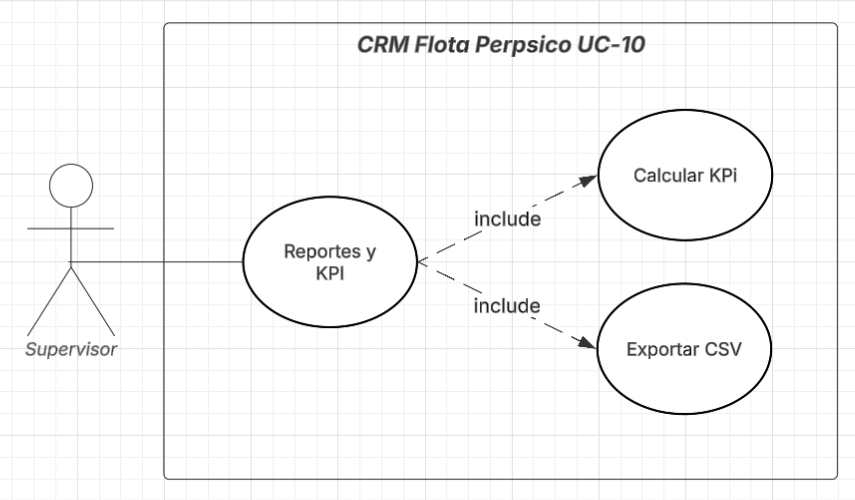 CRM Flota Perpsico UC-10
Calcular KPi
include
Reportes y
KPI
include
Exportar CSV
Supervisor